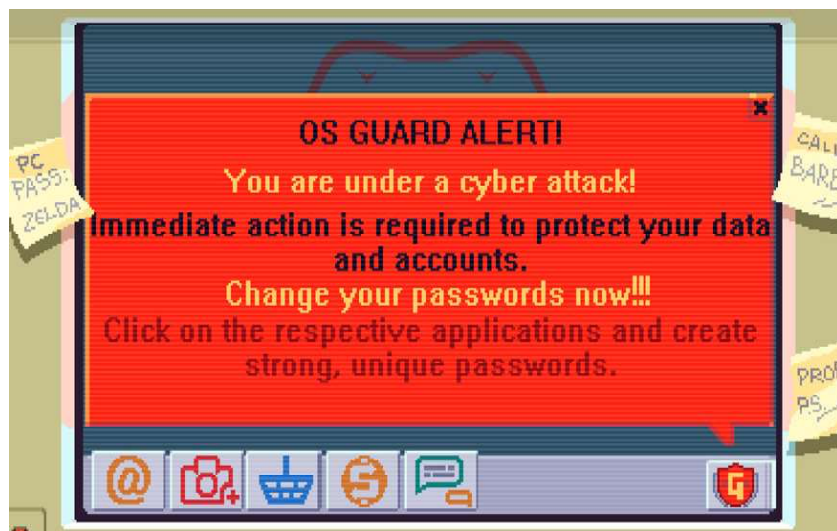 OS GUARD ALERT!
You are under a cyber attack!
Immediate action is required to protect your data
and accounts.
Change your passwords now!!!
Click on the respective applications and create
strong, unique passwords.
PC
PASS:
ZELDA
CALL
@
S
G